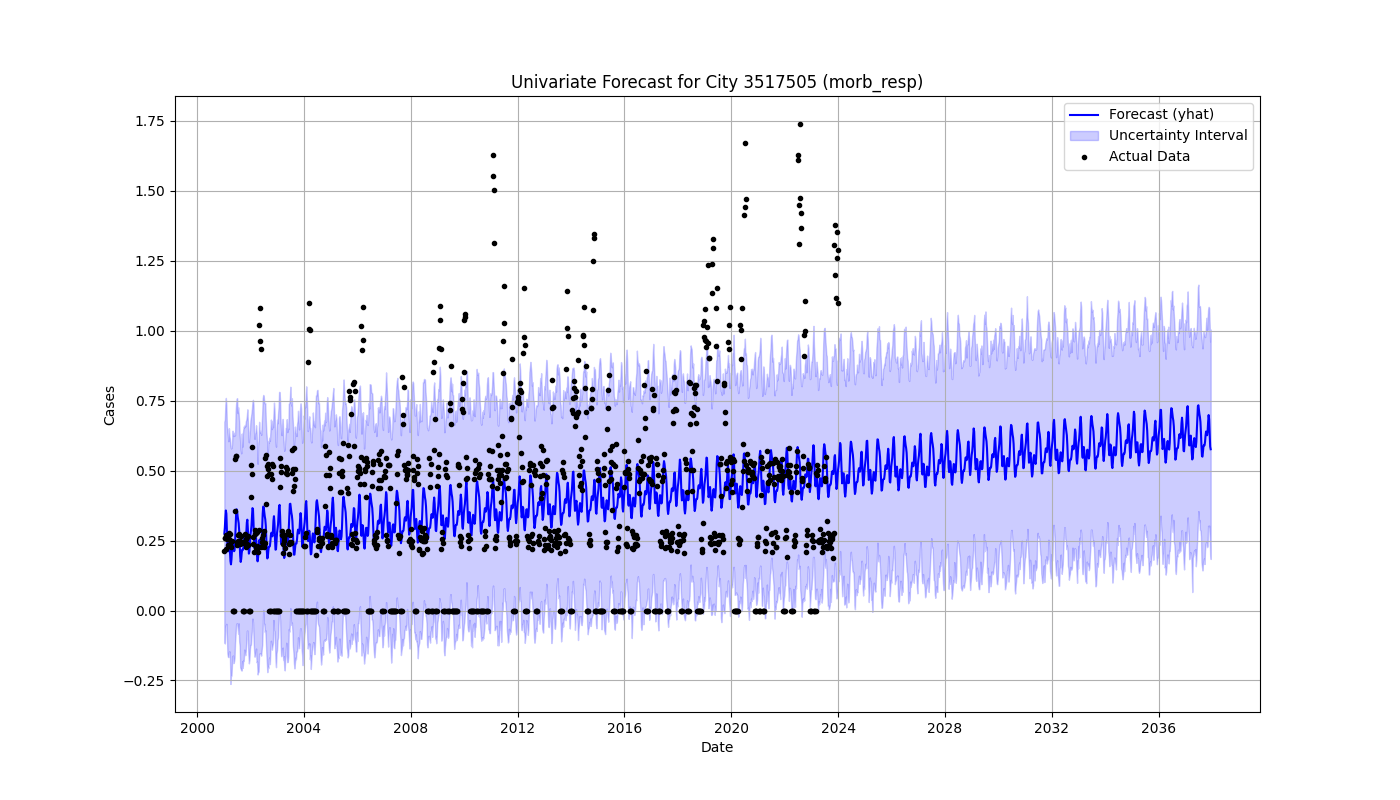 Univariate Forecast for City 3517505 (morb_resp)
Forecast (yhat)
Uncertainty Interval
Actual Data
Cases
1.75
1.50
1.25
1.00
0.75
0.50
0.25
0.00
−0.25
2000 2004 2008 2012 2016 2020 2024 2028 2032 2036
Date